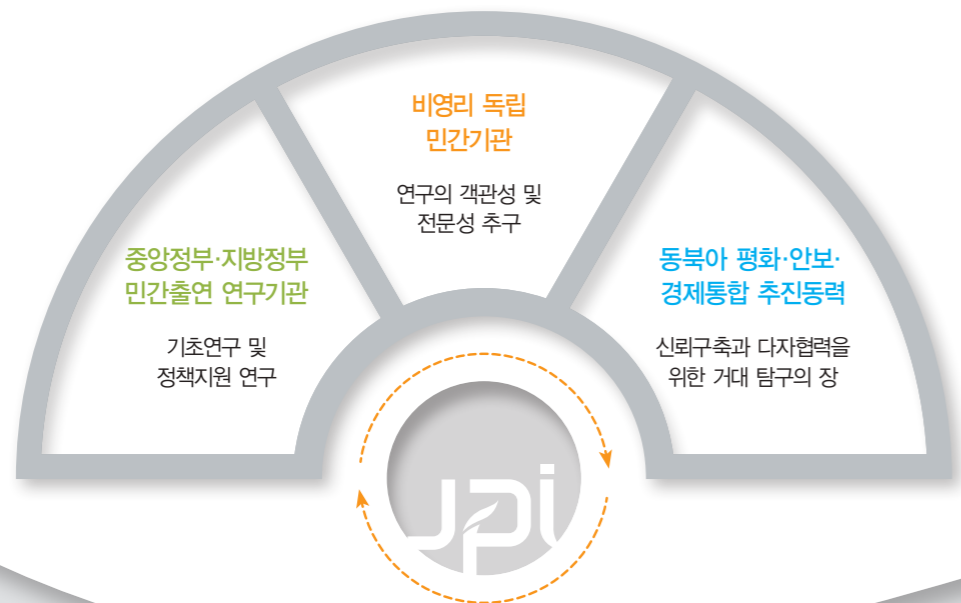 비영리 독립
민간기관
연구의 객관성 및
전문성 추구
중앙정부·지방정부
민간출연 연구기관
기초연구 및
정책지원 연구
동북아 평화·안보·
경제통합 추진동력
신뢰구축과 다자협력을
위한 거대 탐구의 장
JPI